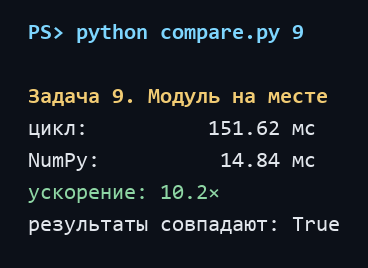 PS> python compare.py 9
Задача 9. Модуль на месте
цикл: 151.62 мс
NumPy: 14.84 мс
ускорение: 10.2×
результаты совпадают: True